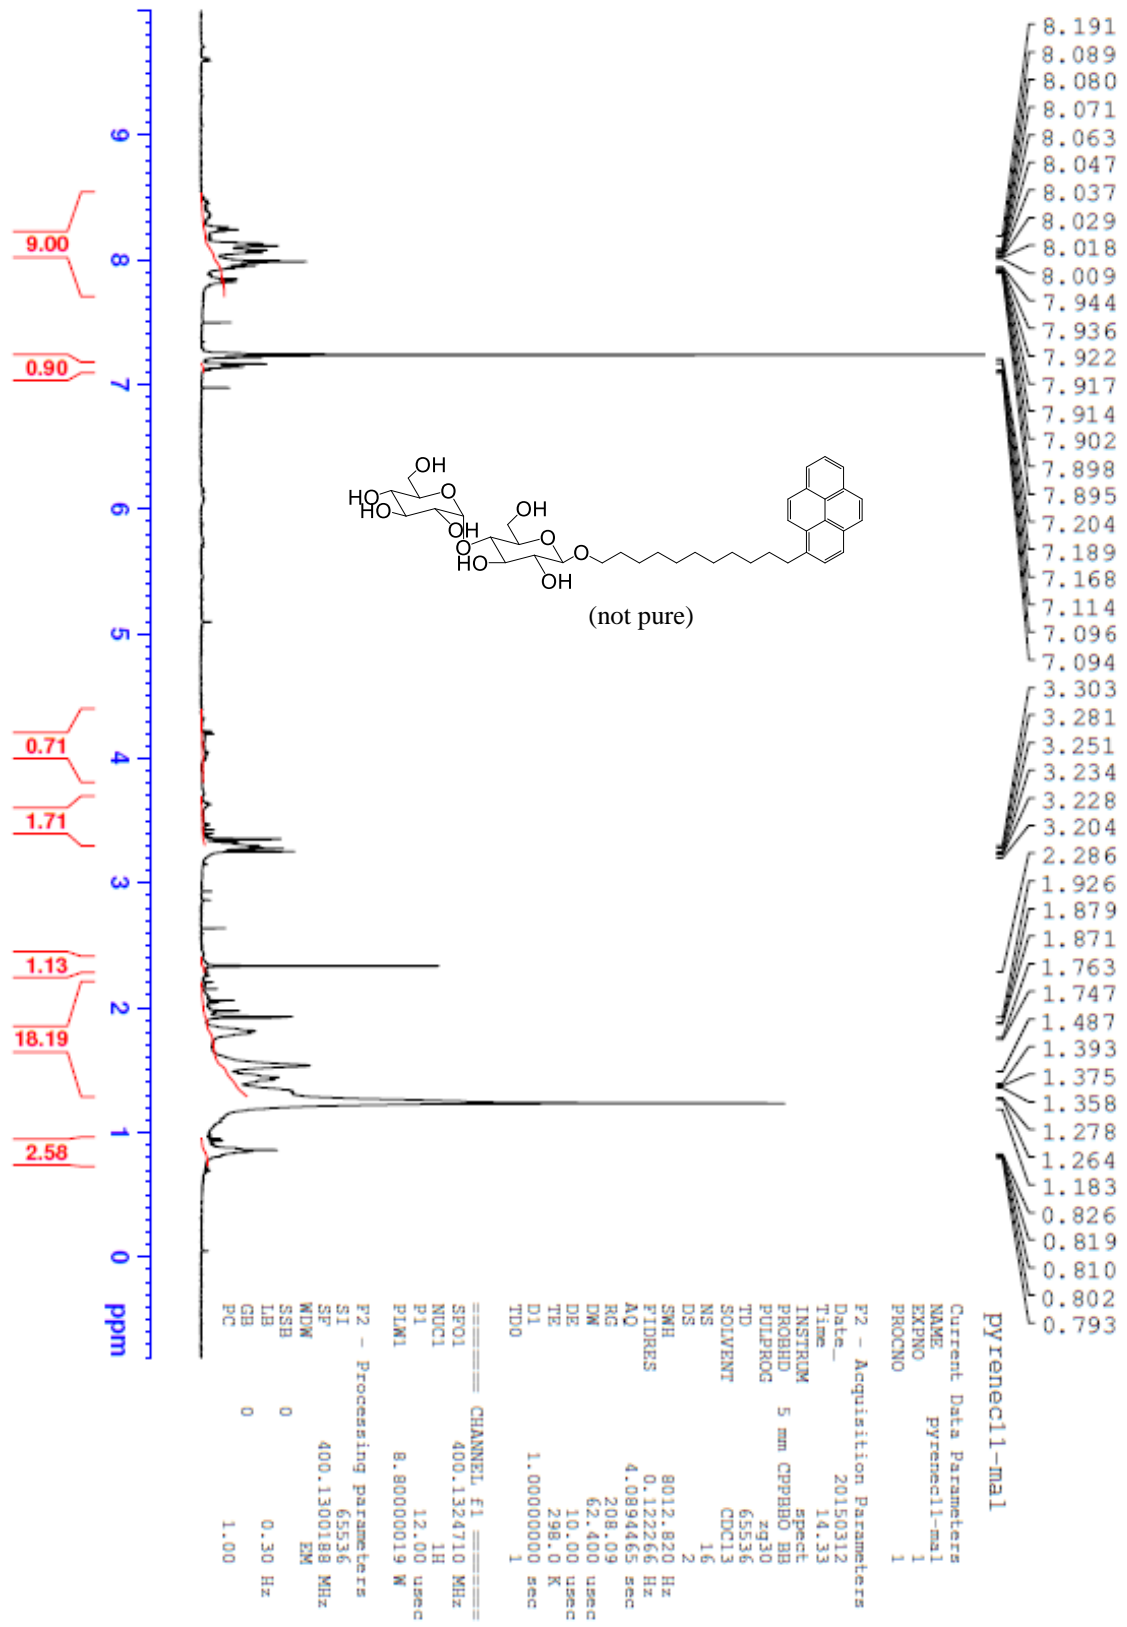 8.191
8.089
8.080
8.071
8.063
8.047
8.037
8.029
8.018
8.009
7.944
7.936
7.922
7.917
7.914
7.902
7.898
7.895
7.204
7.189
7.168
7.114
7.096
7.094
3.303
3.281
3.251
3.234
3.228
3.204
2.286
1.926
1.879
1.871
1.763
1.747
1.487
1.393
1.375
1.358
1.278
1.264
1.183
0.826
0.819
0.810
0.802
0.793
9
8
7
6
5
4
3
2
1
0
ppm
9.00
0.90
0.71
1.71
1.13
18.19
2.58
OH
HO
HO
O
OH
O
OH
O
HO
O
OH
(not pure)
pyrenec11-mal
Current Data Parameters
NAME pyrenec11-mal
EXPNO 1
PROCNO 1
F2 - Acquisition Parameters
Date_ 20150312
Time 14.33
INSTRUM spect
PROBHD 5 mm CPPBBO BB
PULPROG zg30
TD 65536
SOLVENT CDCl3
NS 16
DS 2
SWH 8012.820 Hz
FIDRES 0.122266 Hz
AQ 4.0894465 sec
RG 208.09
DW 62.400 usec
DE 10.00 usec
TE 298.0 K
D1 1.00000000 sec
TD0 1
======== CHANNEL f1 ========
SFO1 400.1324710 MHz
NUC1 1H
P1 12.00 usec
PLW1 8.80000019 W
F2 - Processing parameters
SI 65536
SF 400.1300188 MHz
WDW EM
SSB 0
LB 0.30 Hz
GB 0
PC 1.00